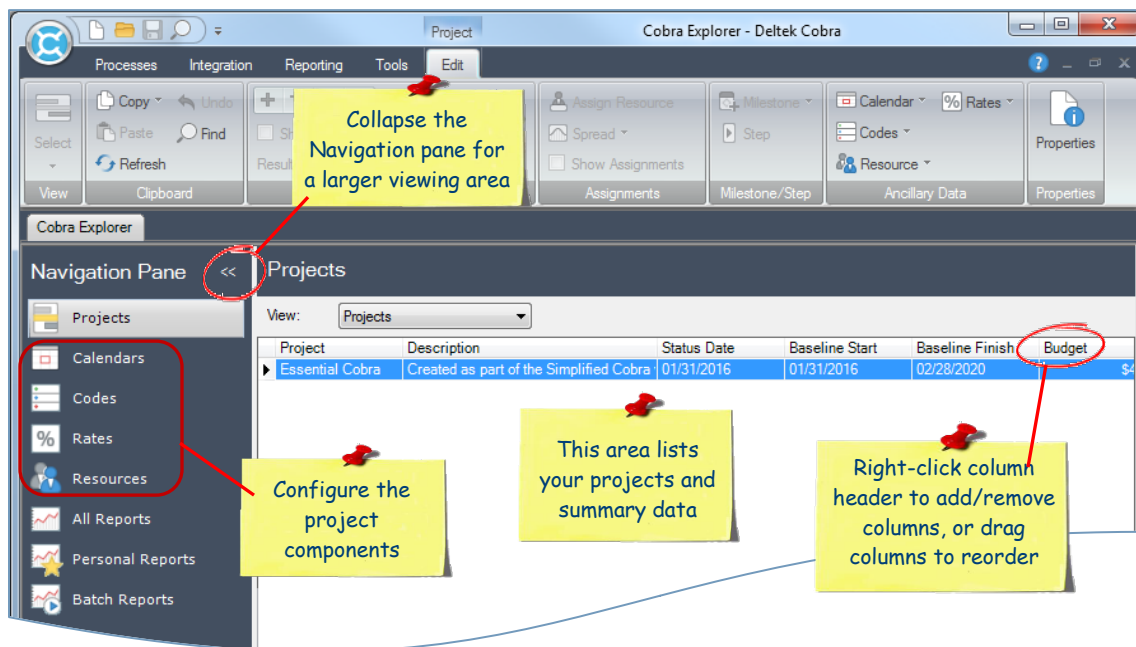 Project
Cobra Explorer - Deltek Cobra
Processes Integration Reporting Tools Edit
Copy Undo
Assign Resource Milestone Calendar % Rates
Select Paste Find
Spread Step Codes Properties
Refresh
Show Assignments Resource
View Clipboard Assignments Milestone/Step Ancillary Data Properties
Collapse the
Navigation pane for
a larger viewing area
Cobra Explorer
Navigation Pane <<
Projects
View: Projects
Projects
Calendars
Codes
% Rates
Resources
All Reports
Personal Reports
Batch Reports
Project Description Status Date Baseline Start Baseline Finish Budget
Essential Cobra Created as part of the Simplified Cobra 01/31/2016 01/31/2016 02/28/2020 $4
Configure the
project
components
This area lists
your projects and
summary data
Right-click column
header to add/remove
columns, or drag
columns to reorder